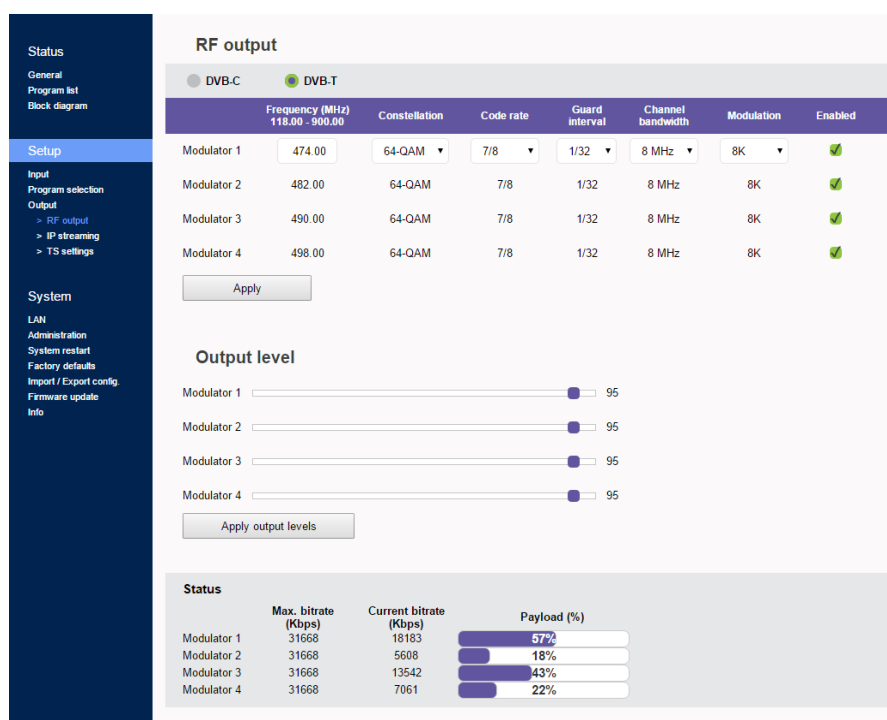 Status
General
Program list
Block diagram
Setup
Input
Program selection
Output
> RF output
> IP streaming
> TS settings
System
LAN
Administration
System restart
Factory defaults
Import / Export config.
Firmware update
Info
RF output
DVB-C DVB-T
Frequency (MHz) 118.00 - 900.00 Constellation Code rate Guard interval Channel bandwidth Modulation Enabled
Modulator 1 474.00 64-QAM 7/8 1/32 8 MHz 8K
Modulator 2 482.00 64-QAM 7/8 1/32 8 MHz 8K
Modulator 3 490.00 64-QAM 7/8 1/32 8 MHz 8K
Modulator 4 498.00 64-QAM 7/8 1/32 8 MHz 8K
Apply
Output level
Modulator 1 95
Modulator 2 95
Modulator 3 95
Modulator 4 95
Apply output levels
Status
Max. bitrate (Kbps) Current bitrate (Kbps) Payload (%)
Modulator 1 31668 18183 57%
Modulator 2 31668 5608 18%
Modulator 3 31668 13542 43%
Modulator 4 31668 7061 22%